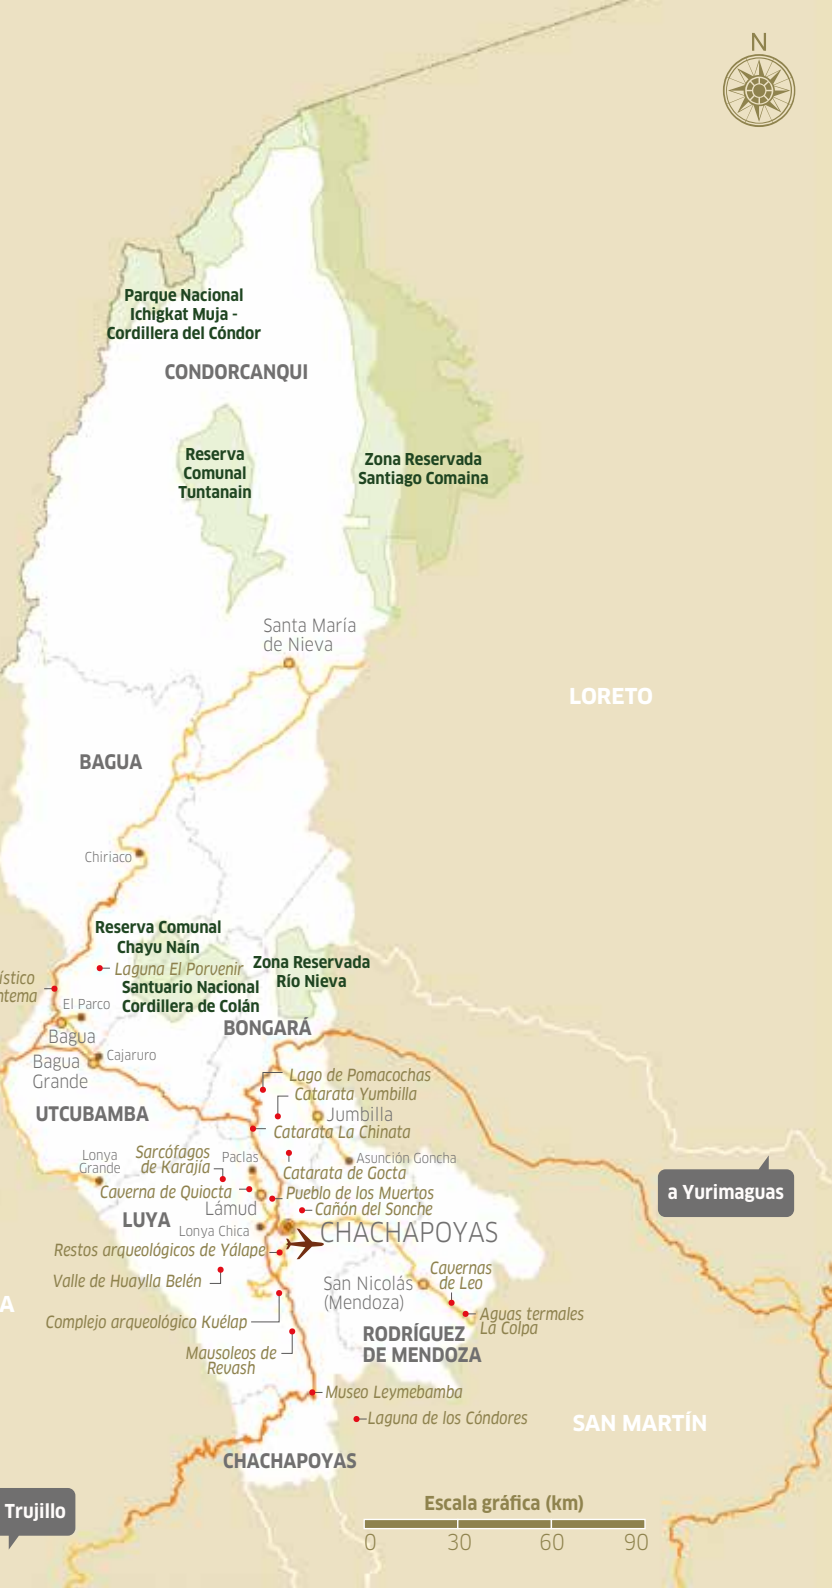 N
Parque Nacional
Ichigkat Muja -
Cordillera del Cóndor
CONDORCANQUI
Reserva
Comunal
Tuntanain
Zona Reservada
Santiago Comaina
Santa María
de Nieva
LORETO
BAGUA
Chiriaco
Reserva Comunal
Chayu Naín
Laguna El Porvenir
Zona Reservada
Río Nieva
Santuario Nacional
Cordillera de Colán
ístico
ntema
El Parco
Bagua
BONGARÁ
Bagua
Grande
Cajaruro
Lago de Pomacochas
Catarata Yumbilla
UTCUBAMBA
Jumbilla
Catarata La Chinata
Lonya
Grande
Sarcófagos
de Karajía
Paclas
Asunción Goncha
Catarata de Gocta
Caverna de Quiocta
Pueblo de los Muertos
Lámud
Cañón del Sonche
LUYA
Lonya Chica
CHACHAPOYAS
a Yurimaguas
Restos arqueológicos de Yálape
Valle de Huaylla Belén
San Nicolás
(Mendoza)
Cavernas
de Leo
A
Complejo arqueológico Kuélap
Aguas termales
La Colpa
RODRÍGUEZ
DE MENDOZA
Mausoleos de
Revash
Museo Leymebamba
Laguna de los Cóndores
SAN MARTÍN
CHACHAPOYAS
Trujillo
Escala gráfica (km)
0 30 60 90